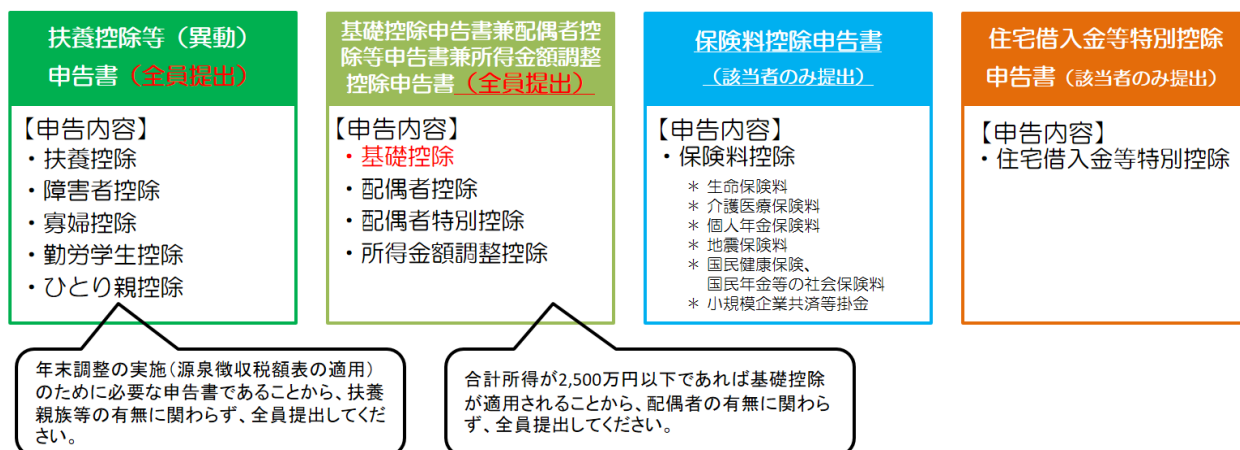 扶養控除等（異動）
申告書（全員提出）
【申告内容】
・扶養控除
・障害者控除
・寡婦控除
・勤労学生控除
・ひとり親控除
年末調整の実施（源泉徴収税額表の適用）
のために必要な申告書であることから、扶養
親族等の有無に関わらず、全員提出してくだ
さい。
基礎控除申告書兼配偶者控
除等申告書兼所得金額調整
控除申告書（全員提出）
【申告内容】
・基礎控除
・配偶者控除
・配偶者特別控除
・所得金額調整控除
合計所得が2,500万円以下であれば基礎控除
が適用されることから、配偶者の有無に関わら
ず、全員提出してください。
保険料控除申告書
（該当者のみ提出）
【申告内容】
・保険料控除
＊ 生命保険料
＊ 介護医療保険料
＊ 個人年金保険料
＊ 地震保険料
＊ 国民健康保険、
国民年金等の社会保険料
＊ 小規模企業共済等掛金
住宅借入金等特別控除
申告書（該当者のみ提出）
【申告内容】
・住宅借入金等特別控除